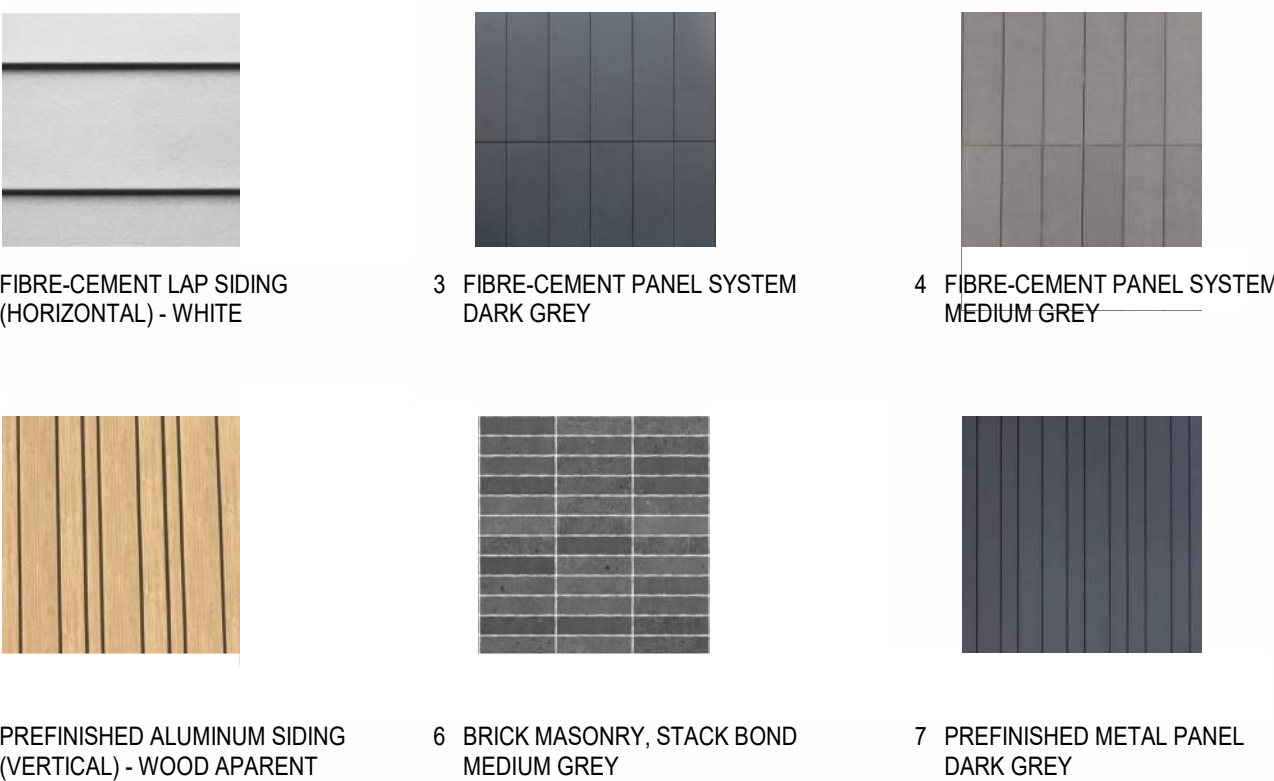 FIBRE-CEMENT LAP SIDING
(HORIZONTAL) - WHITE
3 FIBRE-CEMENT PANEL SYSTEM
DARK GREY
4 FIBRE-CEMENT PANEL SYSTEM
MEDIUM GREY
PREFINISHED ALUMINUM SIDING
(VERTICAL) - WOOD APARENT
6 BRICK MASONRY, STACK BOND
MEDIUM GREY
7 PREFINISHED METAL PANEL
DARK GREY